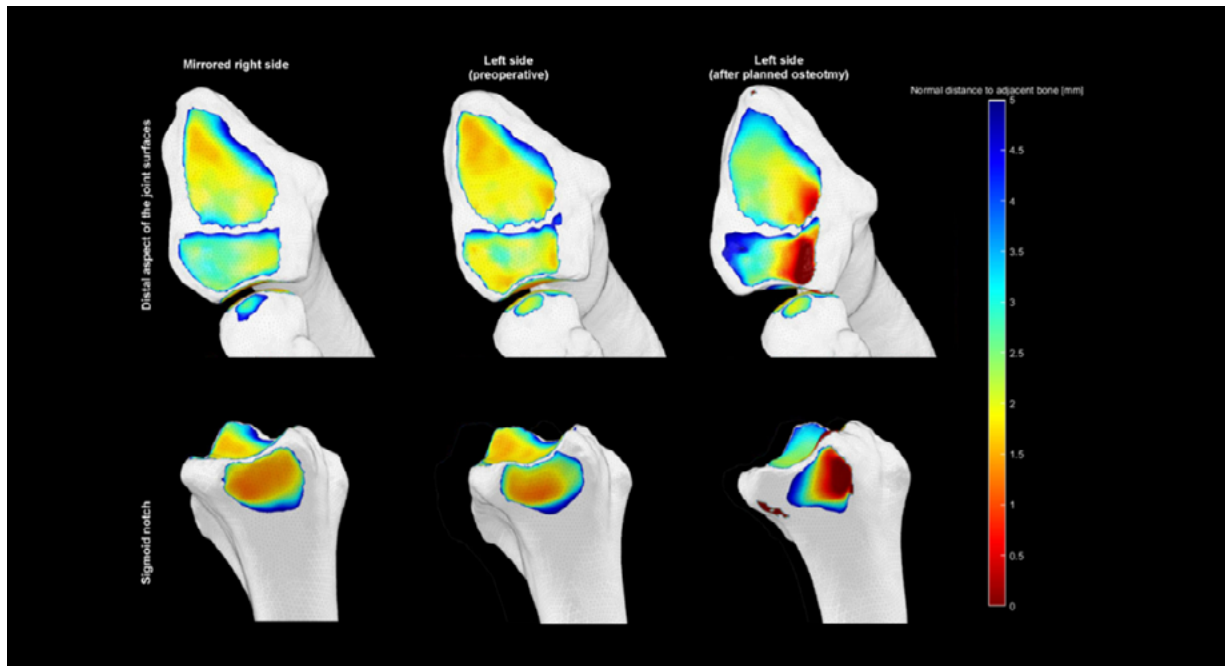 Mirrored right side
Left side
(preoperative)
Left side
(after planned osteotmy)
Normal distance to adjacent bone [mm]
Distal aspect of the joint surfaces
Sigmoid notch
5
4.5
4
3.5
3
2.5
2
1.5
1
0.5
0